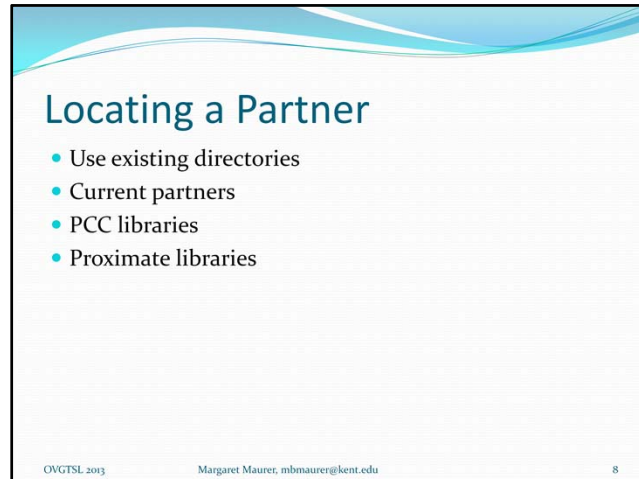 Locating a Partner
• Use existing directories
• Current partners
• PCC libraries
• Proximate libraries
OVGTSL 2013 Margaret Maurer, mbmaurer@kent.edu 8